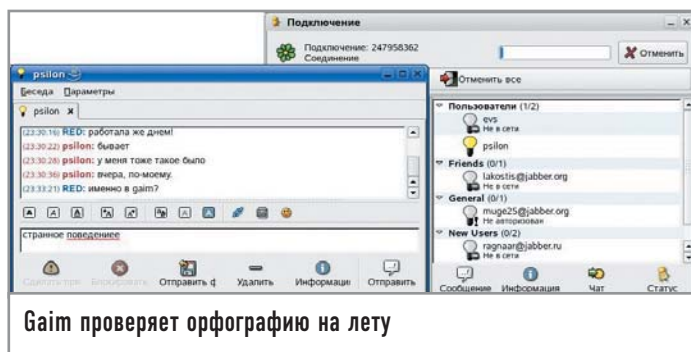 Подключение
Подключение: 247958362
Соединение
Отменить
Отменить все
psilon
Беседа Параметры
psilon
(23:30:16) RED: работала же днем!
(23:30:22) psilon: бывает
(23:30:28) psilon: у меня тоже такое было
(23:30:36) psilon: вчера, по-моему.
(23:33:21) RED: именно в gaim?
странное поведениее
Блокировать Отправить ф Удалить Информаци Отправить
Пользователи (1/2)
evs
Не в сети
psilon
Friends (0/1)
lakostis@jabber.org
Не в сети
General (0/1)
muge25@jabber.org
Не авторизован
New Users (0/2)
ragnaar@jabber.ru
Не в сети
Сообщение Информация Чат Статус
Gaim проверяет орфографию на лету